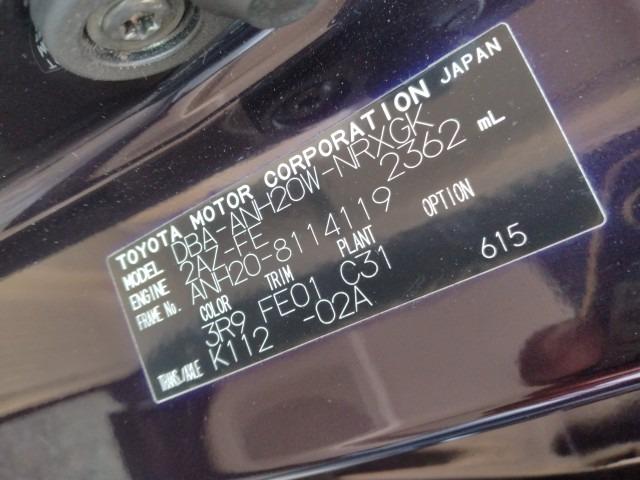 TOYOTA MOTOR CORPORATION JAPAN
MODEL DBA-ANH20W-NRXGK
ENGINE 2AZ-FE 2362 mL
FRAME No. ANH20-8114119
COLOR TRIM PLANT OPTION
3R9 FE01 C31 615
TRANS./AXLE K112 -02A